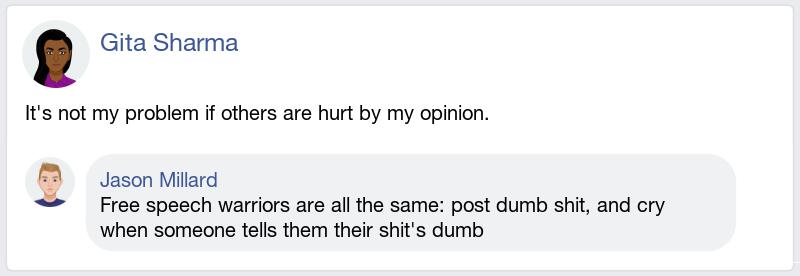 Gita Sharma
It's not my problem if others are hurt by my opinion.
Jason Millard
Free speech warriors are all the same: post dumb shit, and cry
when someone tells them their shit's dumb